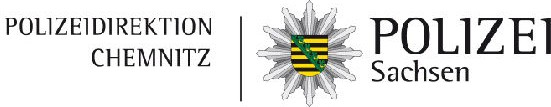 POLIZEIDIREKTION
CHEMNITZ
POLIZEI
Sachsen